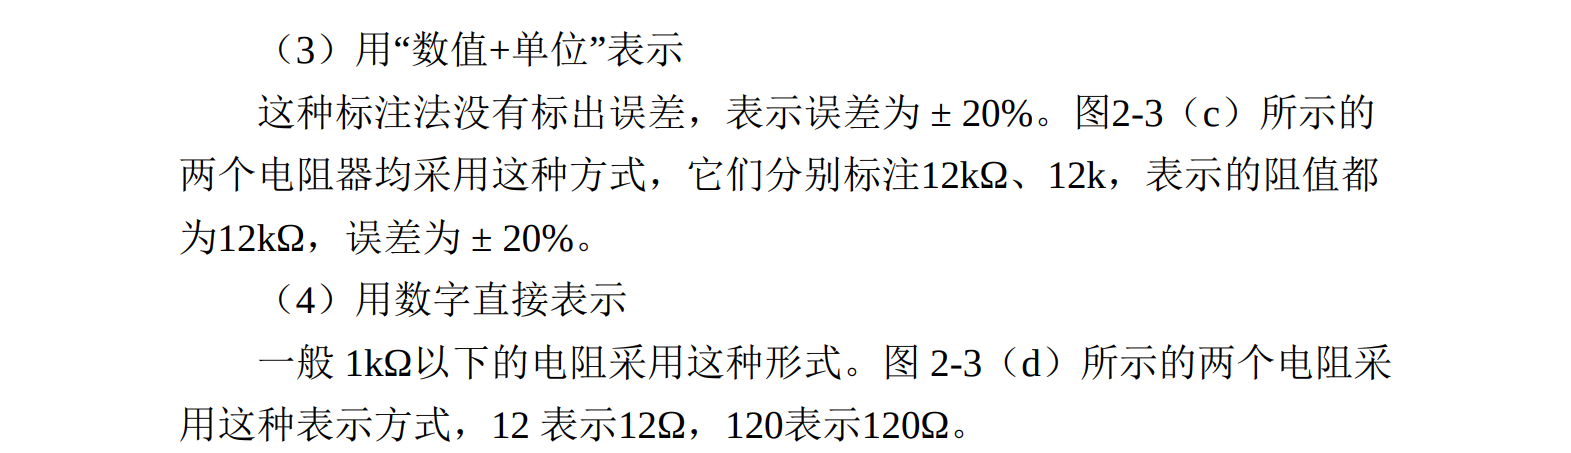 （3）用“数值+单位”表示
这种标注法没有标出误差，表示误差为 ± 20%。图2-3（c）所示的
两个电阻器均采用这种方式，它们分别标注12kΩ、12k，表示的阻值都
为12kΩ，误差为 ± 20%。
（4）用数字直接表示
一般 1kΩ以下的电阻采用这种形式。图 2-3（d）所示的两个电阻采
用这种表示方式，12 表示12Ω，120表示120Ω。